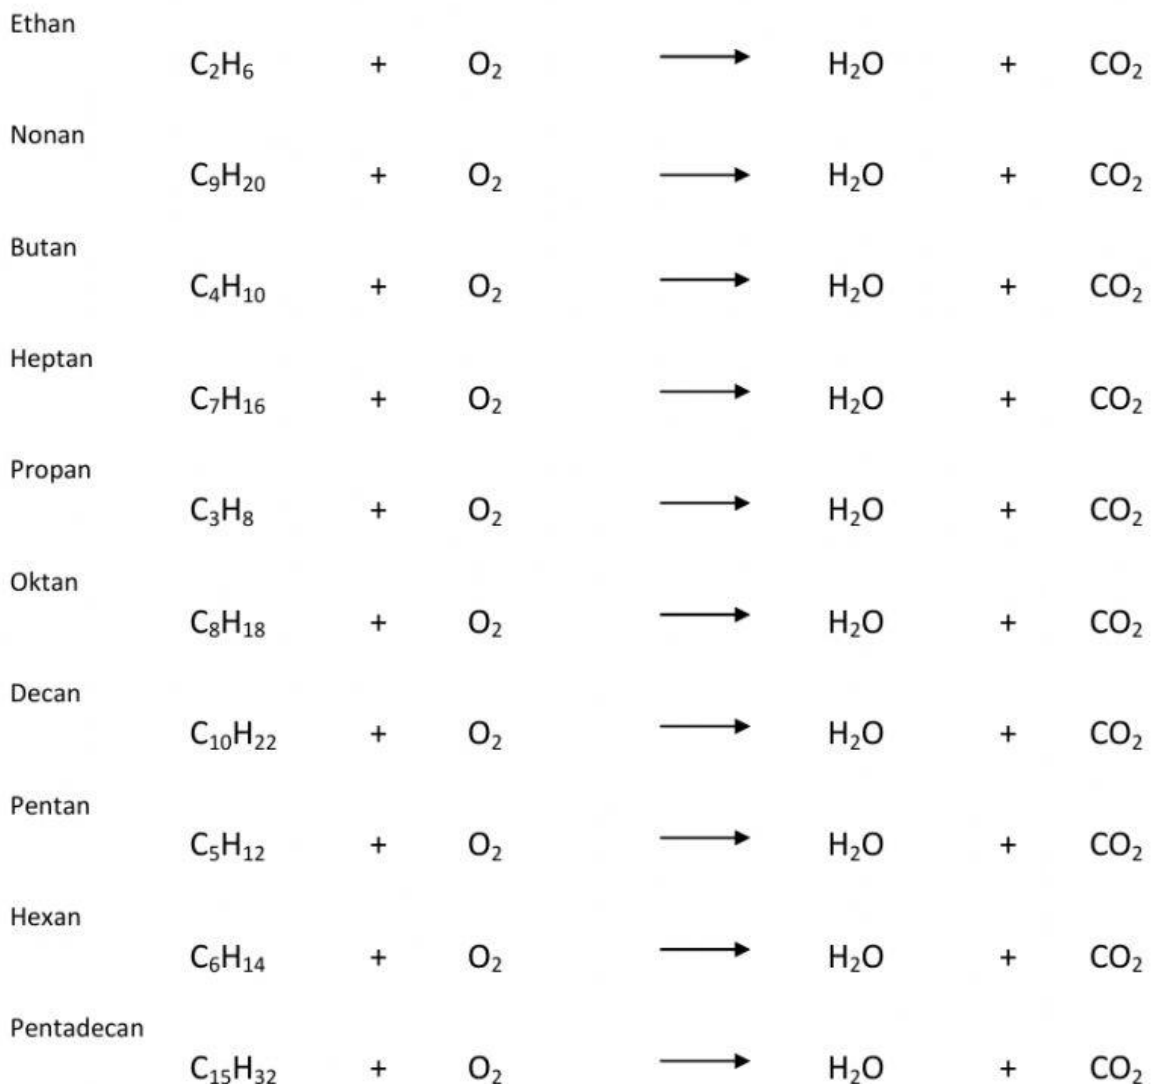 Ethan
C₂H₆ + O₂ ⟶ H₂O + CO₂
Nonan
C₉H₂₀ + O₂ ⟶ H₂O + CO₂
Butan
C₄H₁₀ + O₂ ⟶ H₂O + CO₂
Heptan
C₇H₁₆ + O₂ ⟶ H₂O + CO₂
Propan
C₃H₈ + O₂ ⟶ H₂O + CO₂
Oktan
C₈H₁₈ + O₂ ⟶ H₂O + CO₂
Decan
C₁₀H₂₂ + O₂ ⟶ H₂O + CO₂
Pentan
C₅H₁₂ + O₂ ⟶ H₂O + CO₂
Hexan
C₆H₁₄ + O₂ ⟶ H₂O + CO₂
Pentadecan
C₁₅H₃₂ + O₂ ⟶ H₂O + CO₂